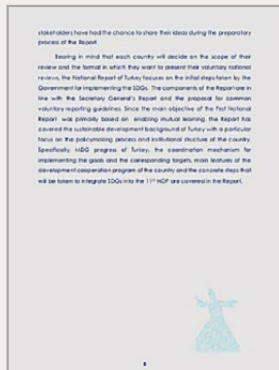 stakeholders have had the chance to share their ideas during the preparatory
process of the Report.
Bearing in mind that each country will decide on the scope of their
review and the format in which they want to present their voluntary national
reviews, the National Report of Turkey focuses on the initial steps taken by the
Government for implementing the SDGs. The components of the Report are in
line with the Secretary General's Report and the proposal for common
voluntary reporting guidelines. Since the main objective of the First National
Report was primarily based on enabling mutual learning, the Report has
covered the sustainable development background of Turkey with a particular
focus on the policymaking process and institutional structure of the country.
Specifically, MDG progress of Turkey, the coordination mechanism for
implementing the goals and the corresponding targets, main features of the
development cooperation program of the country and the concrete steps that
will be taken to integrate SDGs into the 11th NDP are covered in the Report.